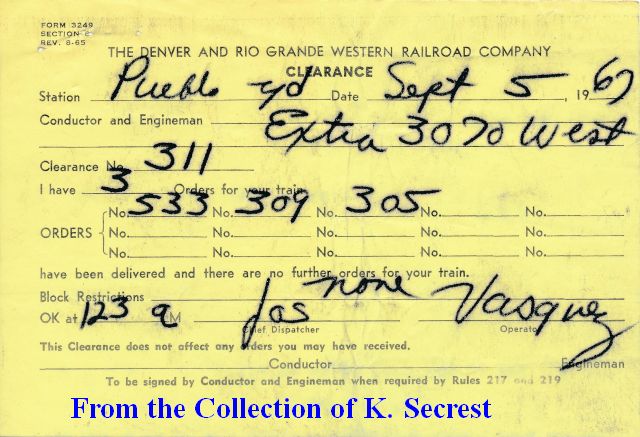 FORM 3249
SECTION C
REV. 8-65
THE DENVER AND RIO GRANDE WESTERN RAILROAD COMPANY
CLEARANCE
Station Pueblo yd Date Sept 5, 1967
Conductor and Engineman Extra 3070 West
Clearance No. 311
I have 3 Orders for your train
No. 533 No. 309 No. 305 No. No.
ORDERS No. No. No. No. No.
No. No. No. No. No.
have been delivered and there are no further orders for your train.
Block Restrictions none
OK at 123 a M Jas Vasquez
Chief Dispatcher Operator
This Clearance does not affect any orders you may have received.
Conductor Engineman
To be signed by Conductor and Engineman when required by Rules 217 and 219
From the Collection of K. Secrest